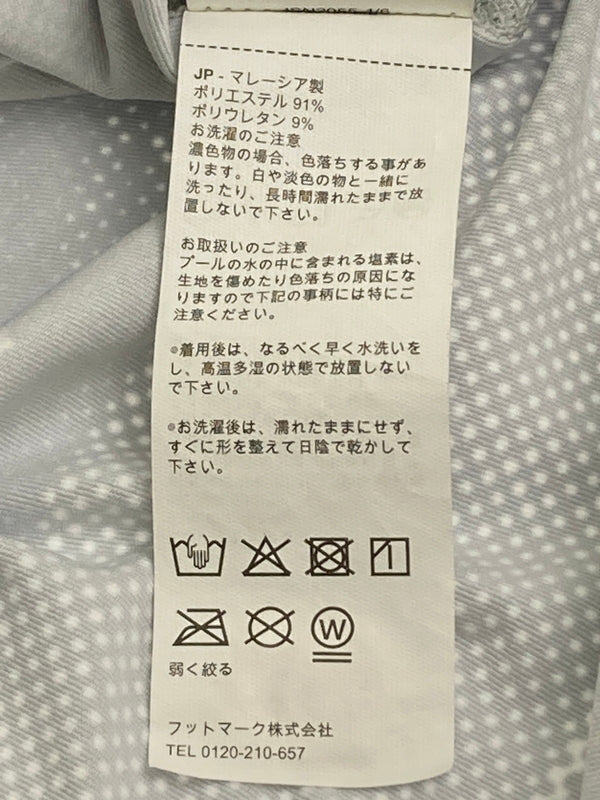 JP - マレーシア製
ポリエステル 91%
ポリウレタン 9%
お洗濯のご注意
濃色物の場合、色落ちする事があ
ります。白や淡色の物と一緒に
洗ったり、長時間濡れたままで放
置しないで下さい。
お取扱いのご注意
プールの水の中に含まれる塩素は、
生地を傷めたり色落ちの原因にな
りますので下記の事柄には特にご
注意ください。
●着用後は、なるべく早く水洗いを
し、高温多湿の状態で放置しない
で下さい。
●お洗濯後は、濡れたままにせず、
すぐに形を整えて日陰で乾かして
下さい。
W
弱く絞る
フットマーク株式会社
TEL 0120-210-657